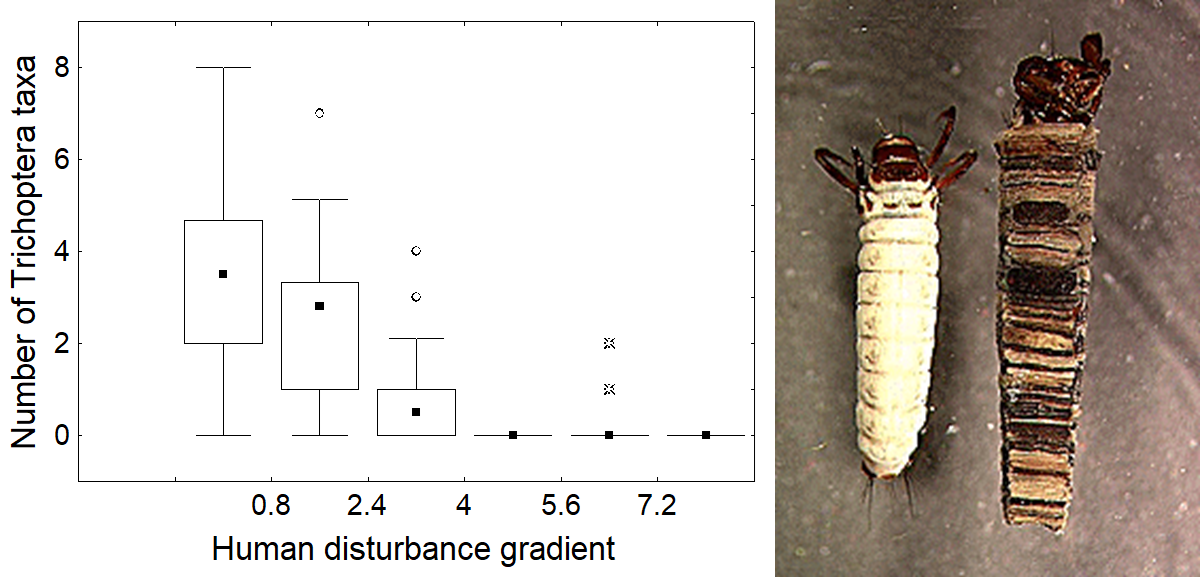 Number of Trichoptera taxa
8
6
4
2
0
0.8 2.4 4 5.6 7.2
Human disturbance gradient